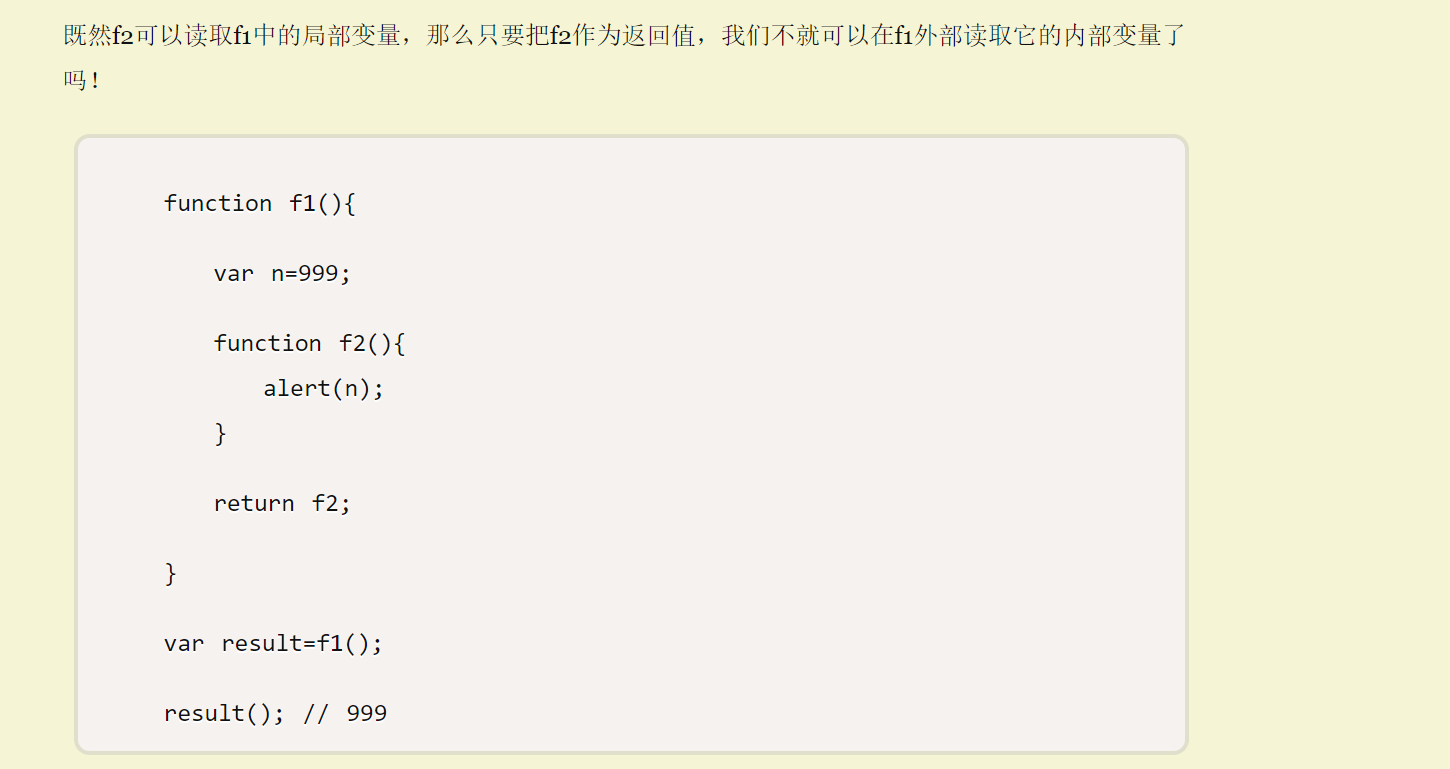 既然f2可以读取f1中的局部变量，那么只要把f2作为返回值，我们不就可以在f1外部读取它的内部变量了
吗！
function f1(){
var n=999;
function f2(){
alert(n);
}
return f2;
}
var result=f1();
result(); // 999